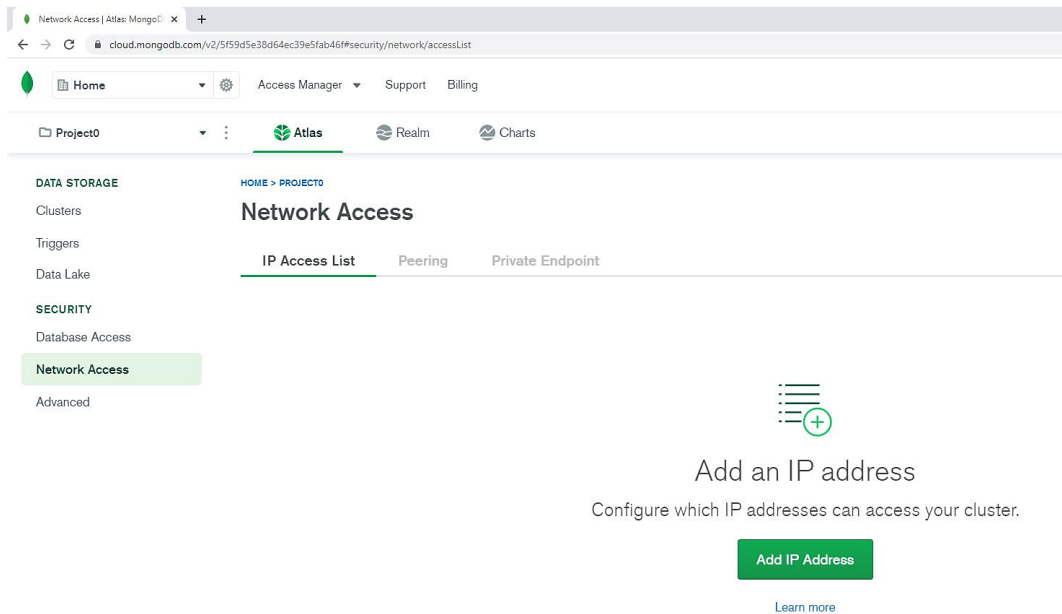 Network Access | Atlas: MongoD
cloud.mongodb.com/v2/5f59d5e38d64ec39e5fab46f#security/network/accessList
Home Access Manager Support Billing
Project0 Atlas Realm Charts
DATA STORAGE
Clusters
Triggers
Data Lake
SECURITY
Database Access
Network Access
Advanced
HOME > PROJECT0
Network Access
IP Access List Peering Private Endpoint
Add an IP address
Configure which IP addresses can access your cluster.
Add IP Address
Learn more